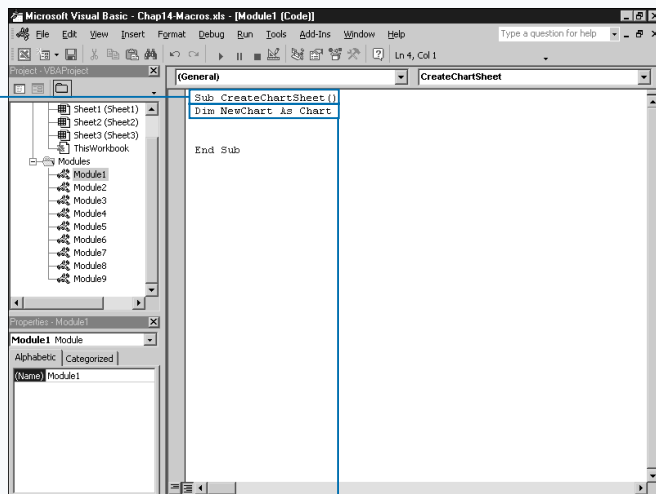 Microsoft Visual Basic - Chap14-Macros.xls - [Module1 (Code)]
File Edit View Insert Format Debug Run Tools Add-Ins Window Help
Type a question for help
Ln 4, Col 1
Project - VBAProject
(General)
CreateChartSheet
Sheet1 (Sheet1)
Sheet2 (Sheet2)
Sheet3 (Sheet3)
ThisWorkbook
Modules
Module1
Module2
Module3
Module4
Module5
Module6
Module7
Module8
Module9
Properties - Module1
Module1 Module
Alphabetic Categorized
(Name) Module1
Sub CreateChartSheet()
Dim NewChart As Chart
End Sub